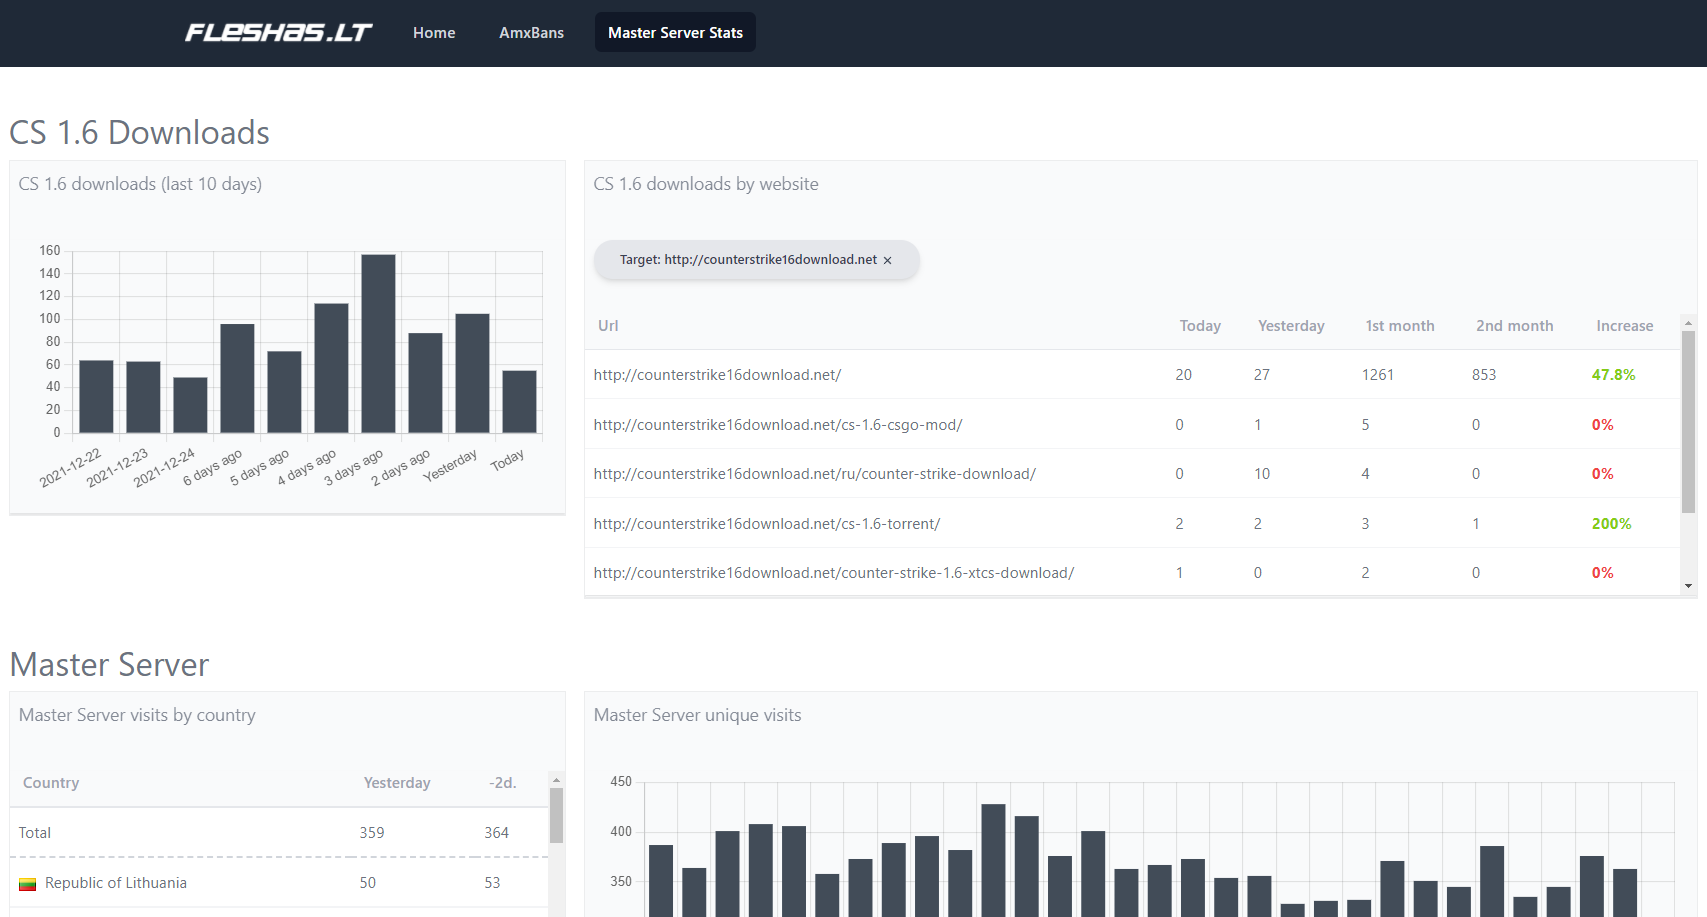 FLESHAS.LT Home AmxBans Master Server Stats
CS 1.6 Downloads
CS 1.6 downloads (last 10 days)
160
140
120
100
80
60
40
20
0
2021-12-22 2021-12-23 2021-12-24 6 days ago 5 days ago 4 days ago 3 days ago 2 days ago Yesterday Today
CS 1.6 downloads by website
Target: http://counterstrike16download.net ×
Url Today Yesterday 1st month 2nd month Increase
http://counterstrike16download.net/ 20 27 1261 853 47.8%
http://counterstrike16download.net/cs-1.6-csgo-mod/ 0 1 5 0 0%
http://counterstrike16download.net/ru/counter-strike-download/ 0 10 4 0 0%
http://counterstrike16download.net/cs-1.6-torrent/ 2 2 3 1 200%
http://counterstrike16download.net/counter-strike-1.6-xtcs-download/ 1 0 2 0 0%
Master Server
Master Server visits by country
Country Yesterday -2d.
Total 359 364
Republic of Lithuania 50 53
Master Server unique visits
450
400
350